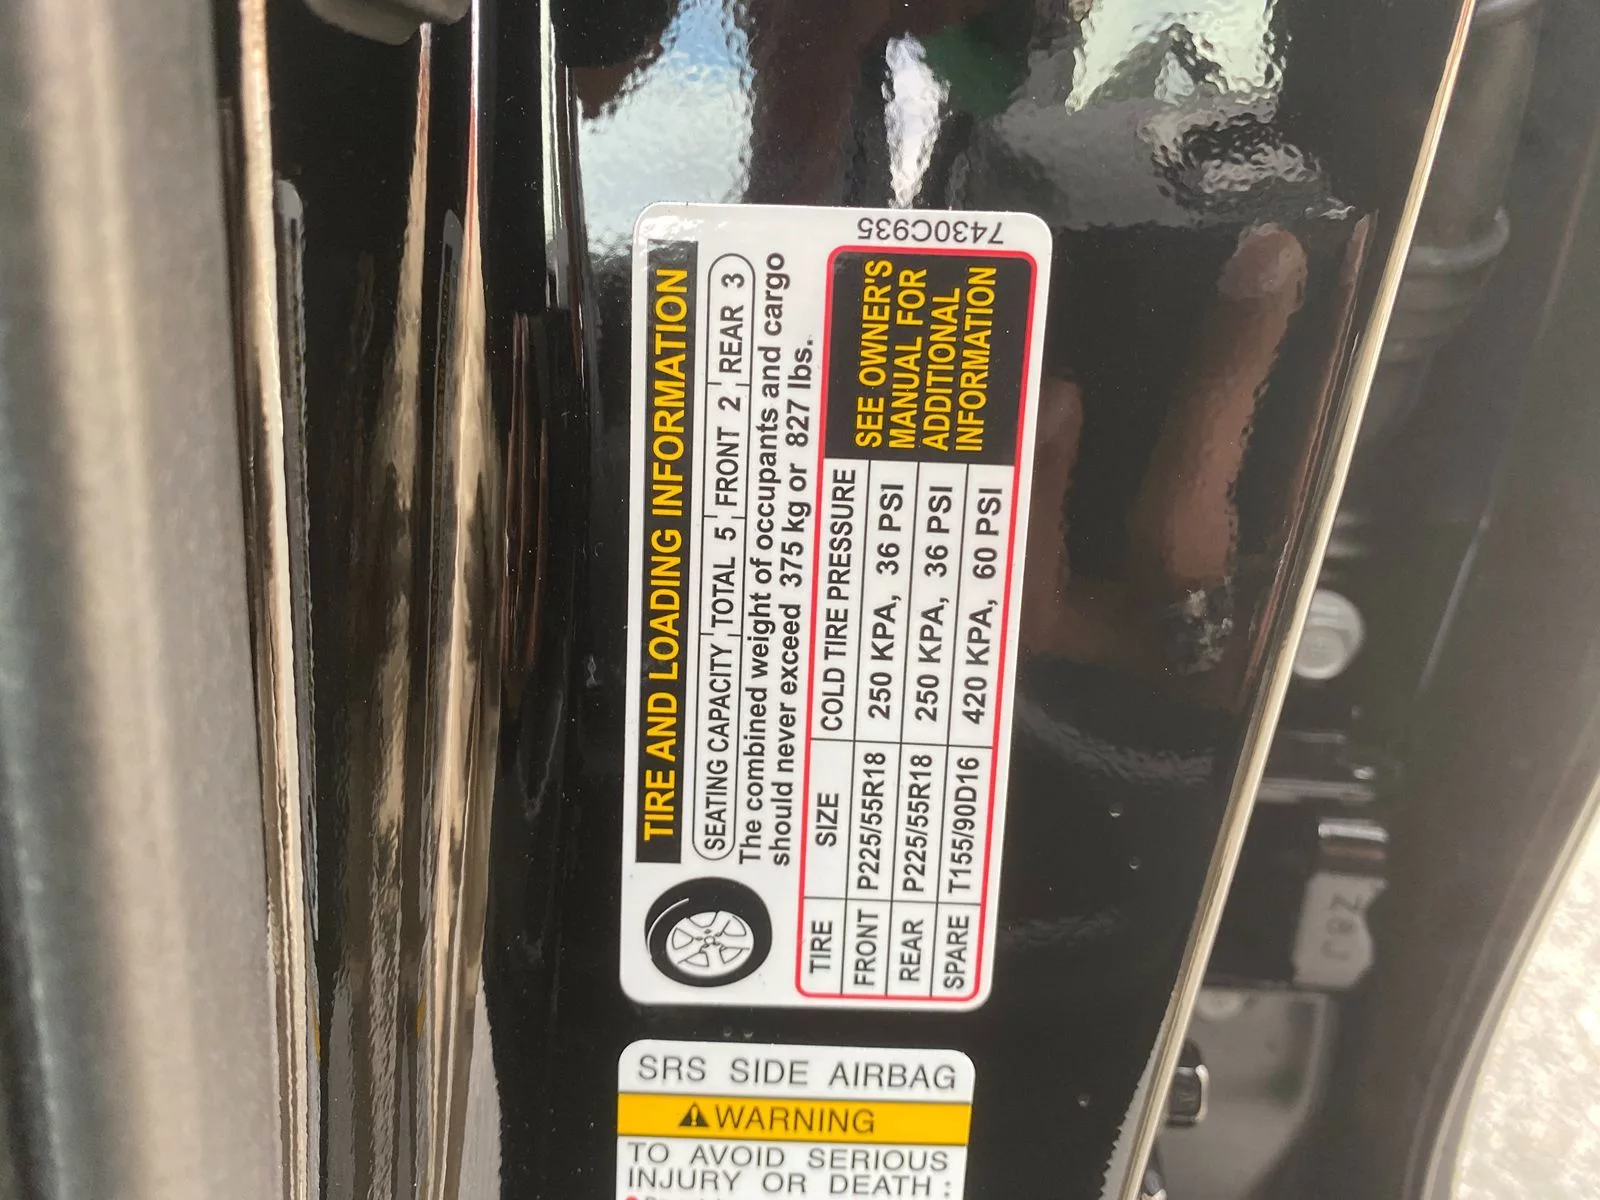 TIRE AND LOADING INFORMATION
SEATING CAPACITY TOTAL 5 FRONT 2 REAR 3
The combined weight of occupants and cargo
should never exceed 375 kg or 827 lbs.
TIRE SIZE COLD TIRE PRESSURE
FRONT P225/55R18 250 KPA, 36 PSI
REAR P225/55R18 250 KPA, 36 PSI
SPARE T155/90D16 420 KPA, 60 PSI
SEE OWNER'S
MANUAL FOR
ADDITIONAL
INFORMATION
7430C935
SRS SIDE AIRBAG
WARNING
TO AVOID SERIOUS
INJURY OR DEATH: